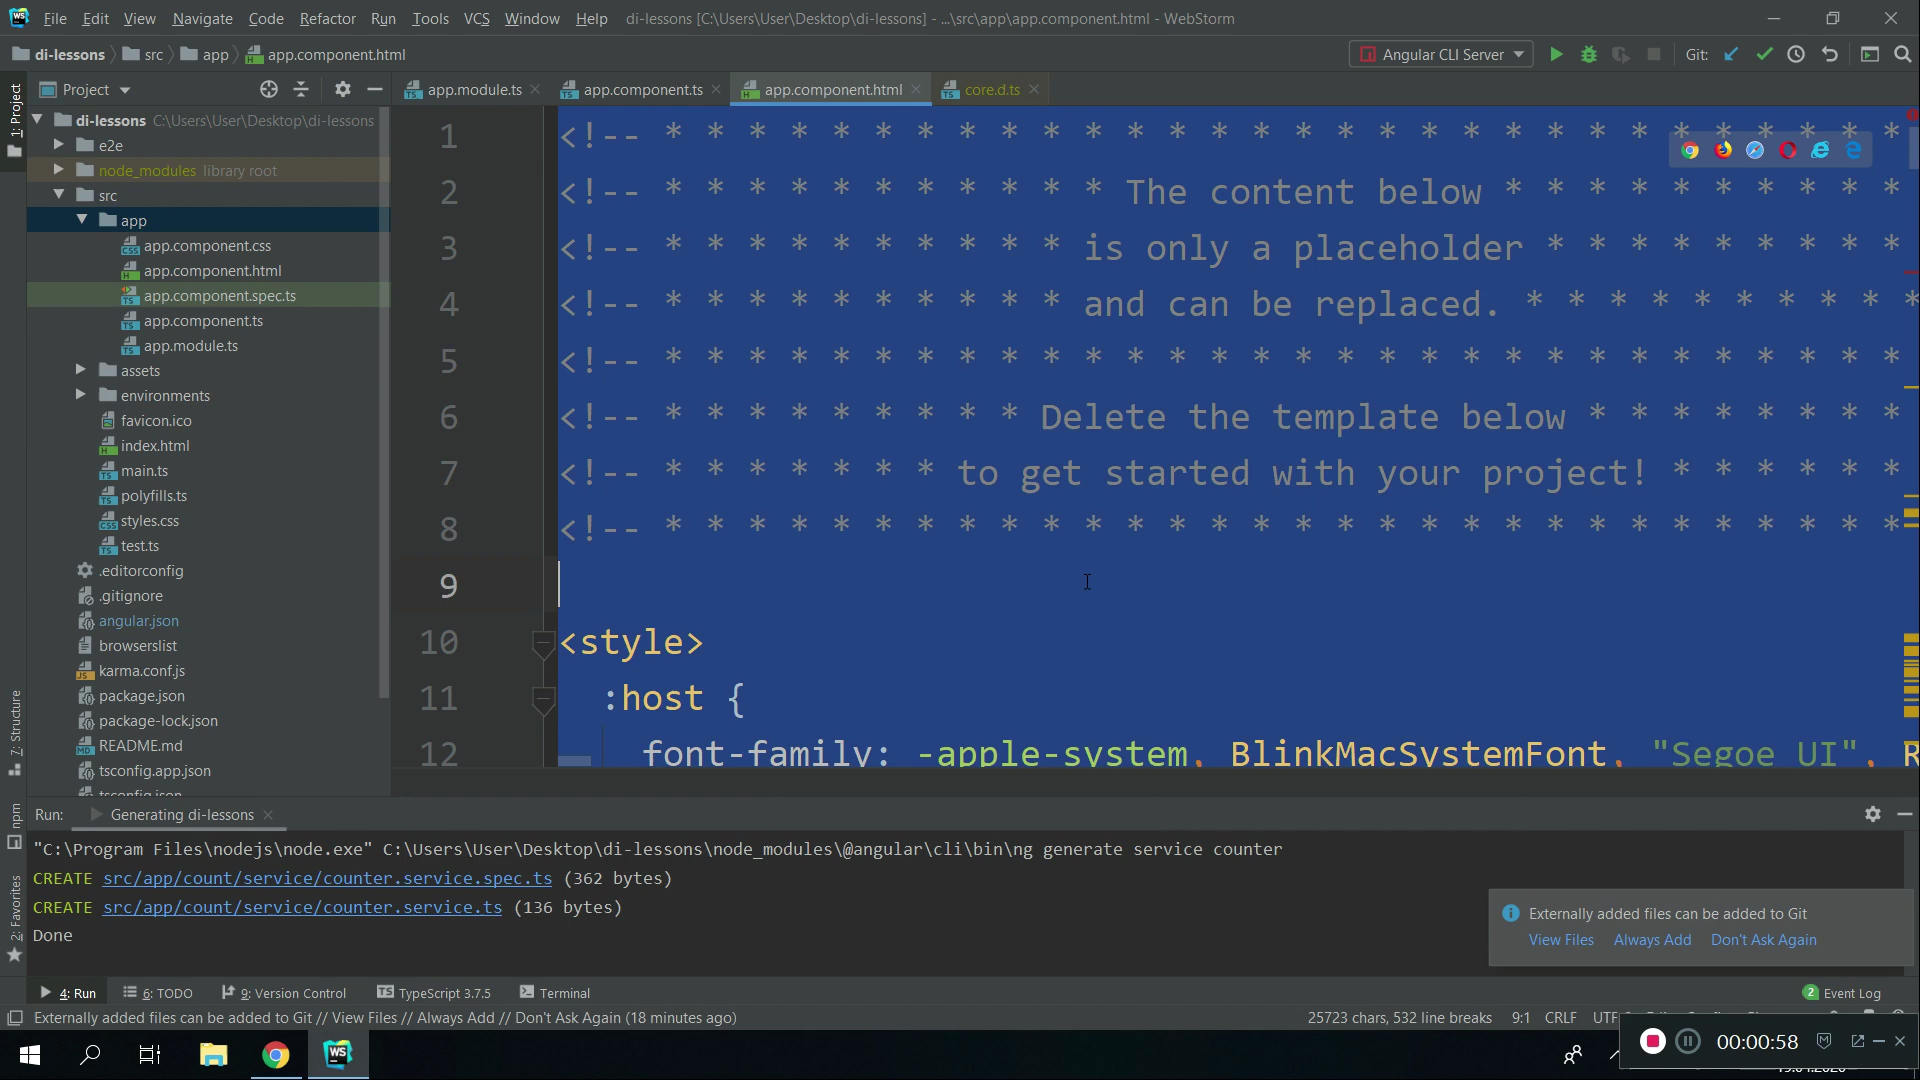 File Edit View Navigate Code Refactor Run Tools VCS Window Help di-lessons [C:\Users\User\Desktop\di-lessons] - ...\src\app\app.component.html - WebStorm
di-lessons src app app.component.html Angular CLI Server Git:
1: Project
Project
app.module.ts app.component.ts app.component.html core.d.ts
di-lessons C:\Users\User\Desktop\di-lessons
e2e
node_modules library root
src
app
app.component.css
app.component.html
app.component.spec.ts
app.component.ts
app.module.ts
assets
environments
favicon.ico
index.html
main.ts
polyfills.ts
styles.css
test.ts
.editorconfig
.gitignore
angular.json
browserslist
karma.conf.js
package.json
package-lock.json
README.md
tsconfig.app.json
tsconfig.json
1 <!-- * * * * * * * * * * * * * * * * * * * * * * * * * * * * * *
2 <!-- * * * * * * * * * * * The content below * * * * * * * * * *
3 <!-- * * * * * * * * * * is only a placeholder * * * * * * * * *
4 <!-- * * * * * * * * * * and can be replaced. * * * * * * * * * *
5 <!-- * * * * * * * * * * * * * * * * * * * * * * * * * * * * * *
6 <!-- * * * * * * * * * Delete the template below * * * * * * * *
7 <!-- * * * * * * * to get started with your project! * * * * * *
8 <!-- * * * * * * * * * * * * * * * * * * * * * * * * * * * * * *
9
10 <style>
11 :host {
12 font-family: -apple-system, BlinkMacSystemFont, "Segoe UI", R
7: Structure
npm
2: Favorites
Run: Generating di-lessons
"C:\Program Files\nodejs\node.exe" C:\Users\User\Desktop\di-lessons\node_modules\@angular\cli\bin\ng generate service counter
CREATE src/app/count/service/counter.service.spec.ts (362 bytes)
CREATE src/app/count/service/counter.service.ts (136 bytes)
Done
Externally added files can be added to Git
View Files Always Add Don't Ask Again
4: Run 6: TODO 9: Version Control TypeScript 3.7.5 Terminal 2 Event Log
Externally added files can be added to Git // View Files // Always Add // Don't Ask Again (18 minutes ago) 25723 chars, 532 line breaks 9:1 CRLF
WS 00:00:58